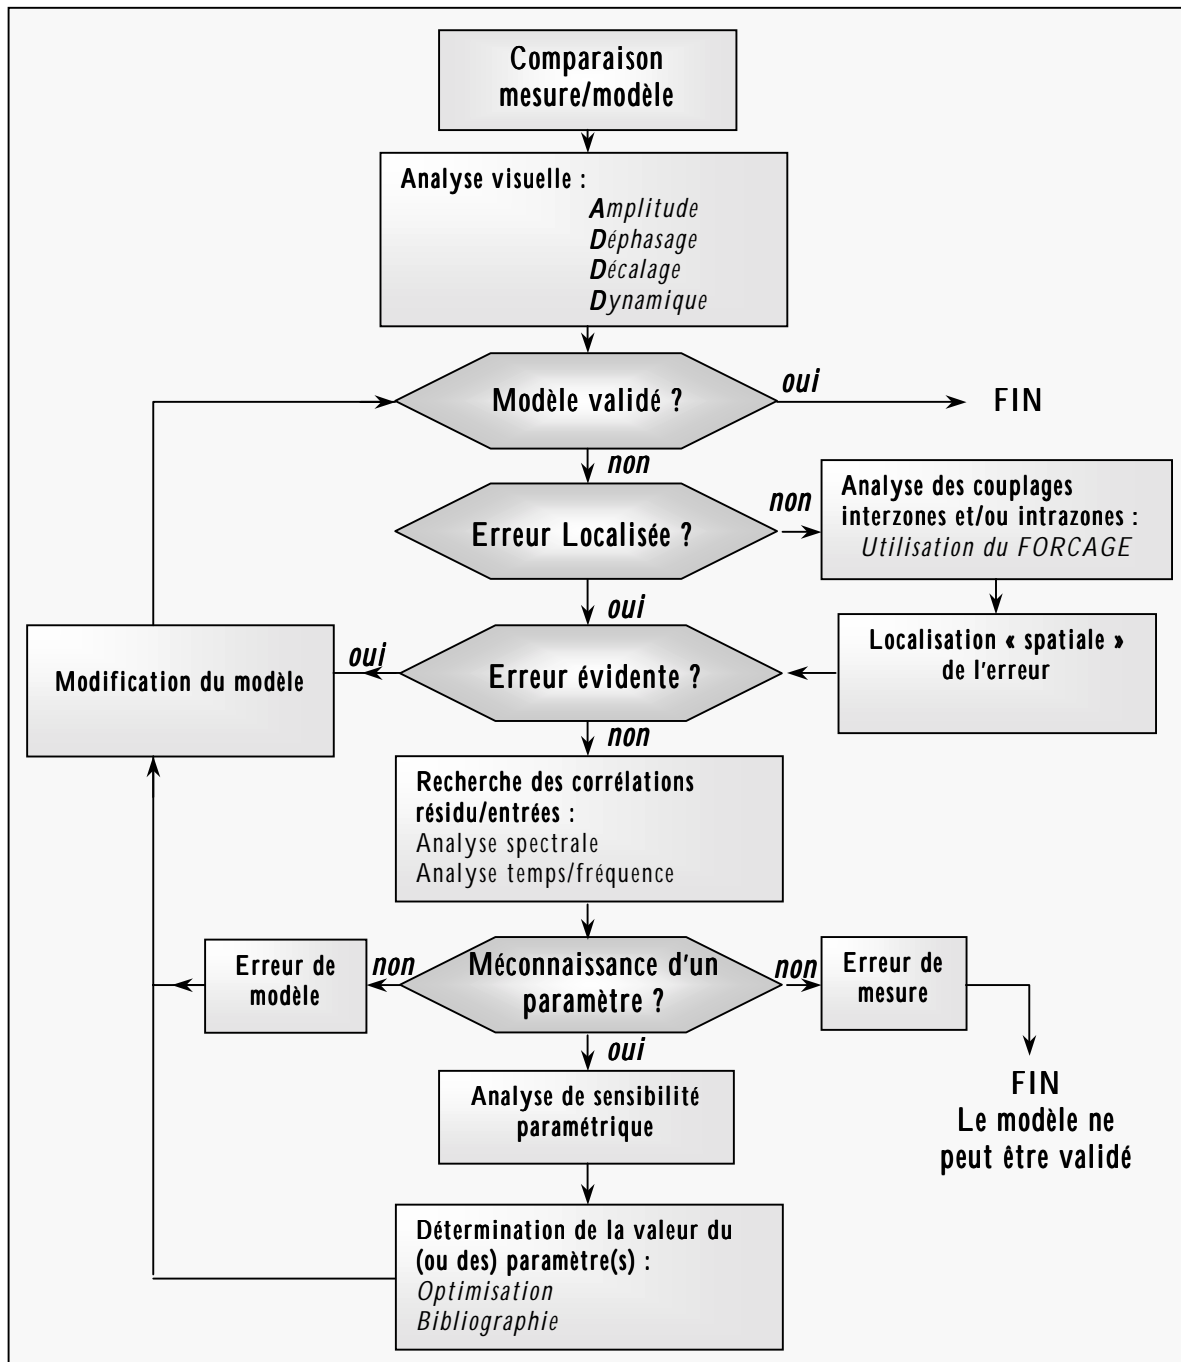 Comparaison
mesure/modèle
Analyse visuelle :
Amplitude
Déphasage
Décalage
Dynamique
Modèle validé ?
oui
FIN
non
Erreur Localisée ?
non
Analyse des couplages
interzones et/ou intrazones :
Utilisation du FORCAGE
oui
Localisation « spatiale »
de l'erreur
Erreur évidente ?
oui
Modification du modèle
non
Recherche des corrélations
résidu/entrées :
Analyse spectrale
Analyse temps/fréquence
Méconnaissance d'un
paramètre ?
non
Erreur de
modèle
non
Erreur de
mesure
oui
FIN
Le modèle ne
peut être validé
Analyse de sensibilité
paramétrique
Détermination de la valeur du
(ou des) paramètre(s) :
Optimisation
Bibliographie